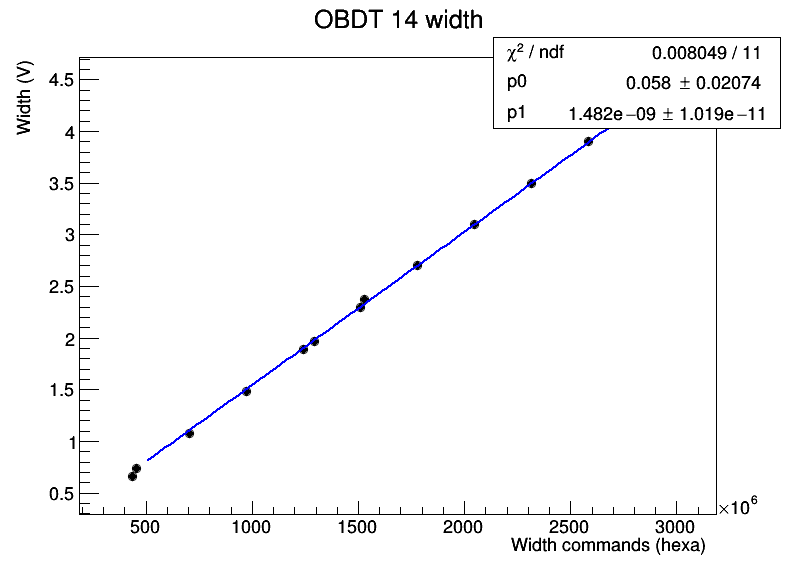 OBDT 14 width
χ² / ndf 0.008049 / 11
p0 0.058 ± 0.02074
p1 1.482e−09 ± 1.019e−11
Width (V)
4.5
4
3.5
3
2.5
2
1.5
1
0.5
500 1000 1500 2000 2500 3000
×10⁶
Width commands (hexa)